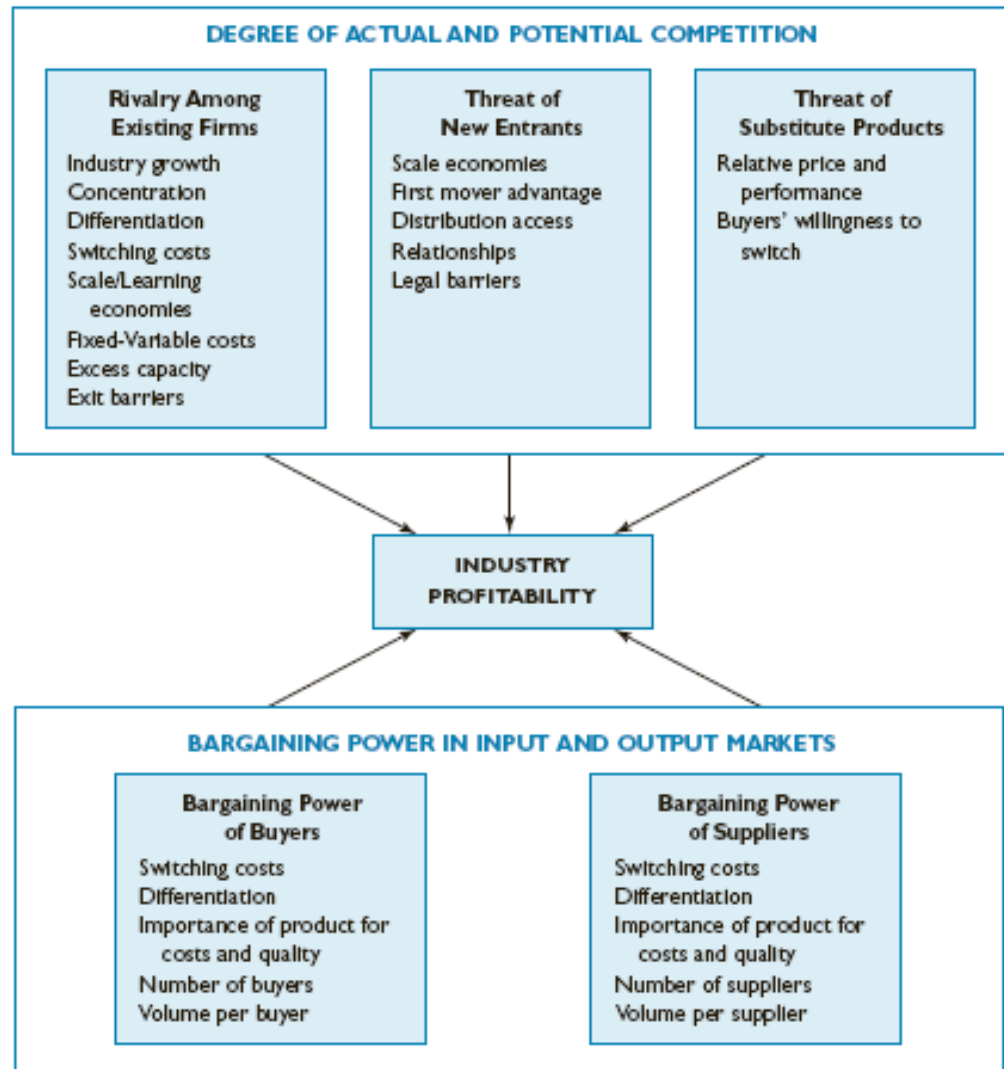 DEGREE OF ACTUAL AND POTENTIAL COMPETITION
Rivalry Among
Existing Firms
Industry growth
Concentration
Differentiation
Switching costs
Scale/Learning
economies
Fixed-Variable costs
Excess capacity
Exit barriers
Threat of
New Entrants
Scale economies
First mover advantage
Distribution access
Relationships
Legal barriers
Threat of
Substitute Products
Relative price and
performance
Buyers’ willingness to
switch
INDUSTRY
PROFITABILITY
BARGAINING POWER IN INPUT AND OUTPUT MARKETS
Bargaining Power
of Buyers
Switching costs
Differentiation
Importance of product for
costs and quality
Number of buyers
Volume per buyer
Bargaining Power
of Suppliers
Switching costs
Differentiation
Importance of product for
costs and quality
Number of suppliers
Volume per supplier